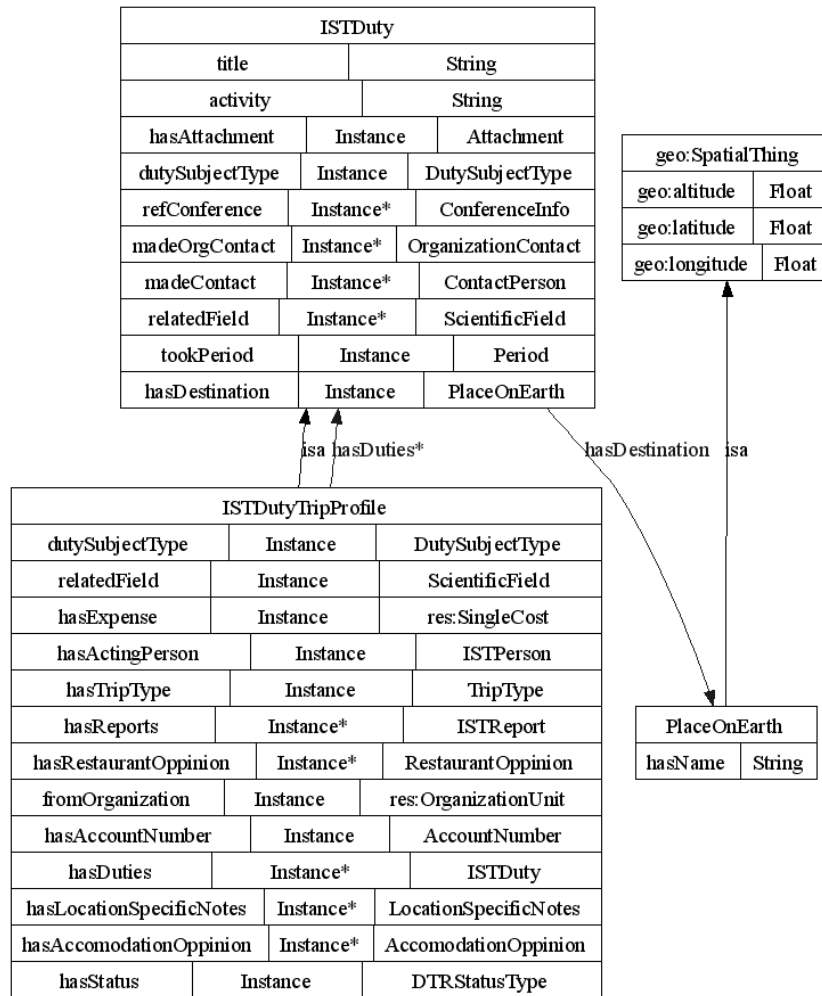 ISTDuty
title String
activity String
hasAttachment Instance Attachment
dutySubjectType Instance DutySubjectType
refConference Instance* ConferenceInfo
madeOrgContact Instance* OrganizationContact
madeContact Instance* ContactPerson
relatedField Instance* ScientificField
tookPeriod Instance Period
hasDestination Instance PlaceOnEarth
geo:SpatialThing
geo:altitude Float
geo:latitude Float
geo:longitude Float
isa hasDuties* hasDestination isa
ISTDutyTripProfile
dutySubjectType Instance DutySubjectType
relatedField Instance ScientificField
hasExpense Instance res:SingleCost
hasActingPerson Instance ISTPerson
hasTripType Instance TripType
hasReports Instance* ISTReport
hasRestaurantOppinion Instance* RestaurantOppinion
fromOrganization Instance res:OrganizationUnit
hasAccountNumber Instance AccountNumber
hasDuties Instance* ISTDuty
hasLocationSpecificNotes Instance* LocationSpecificNotes
hasAccomodationOppinion Instance* AccomodationOppinion
hasStatus Instance DTRStatusType
PlaceOnEarth
hasName String